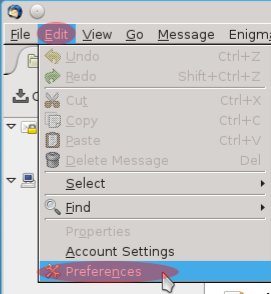 File Edit View Go Message Enigm
Undo Ctrl+Z
Redo Shift+Ctrl+Z
Cut Ctrl+X
Copy Ctrl+C
Paste Ctrl+V
Delete Message Del
Select
Find
Properties
Account Settings
Preferences